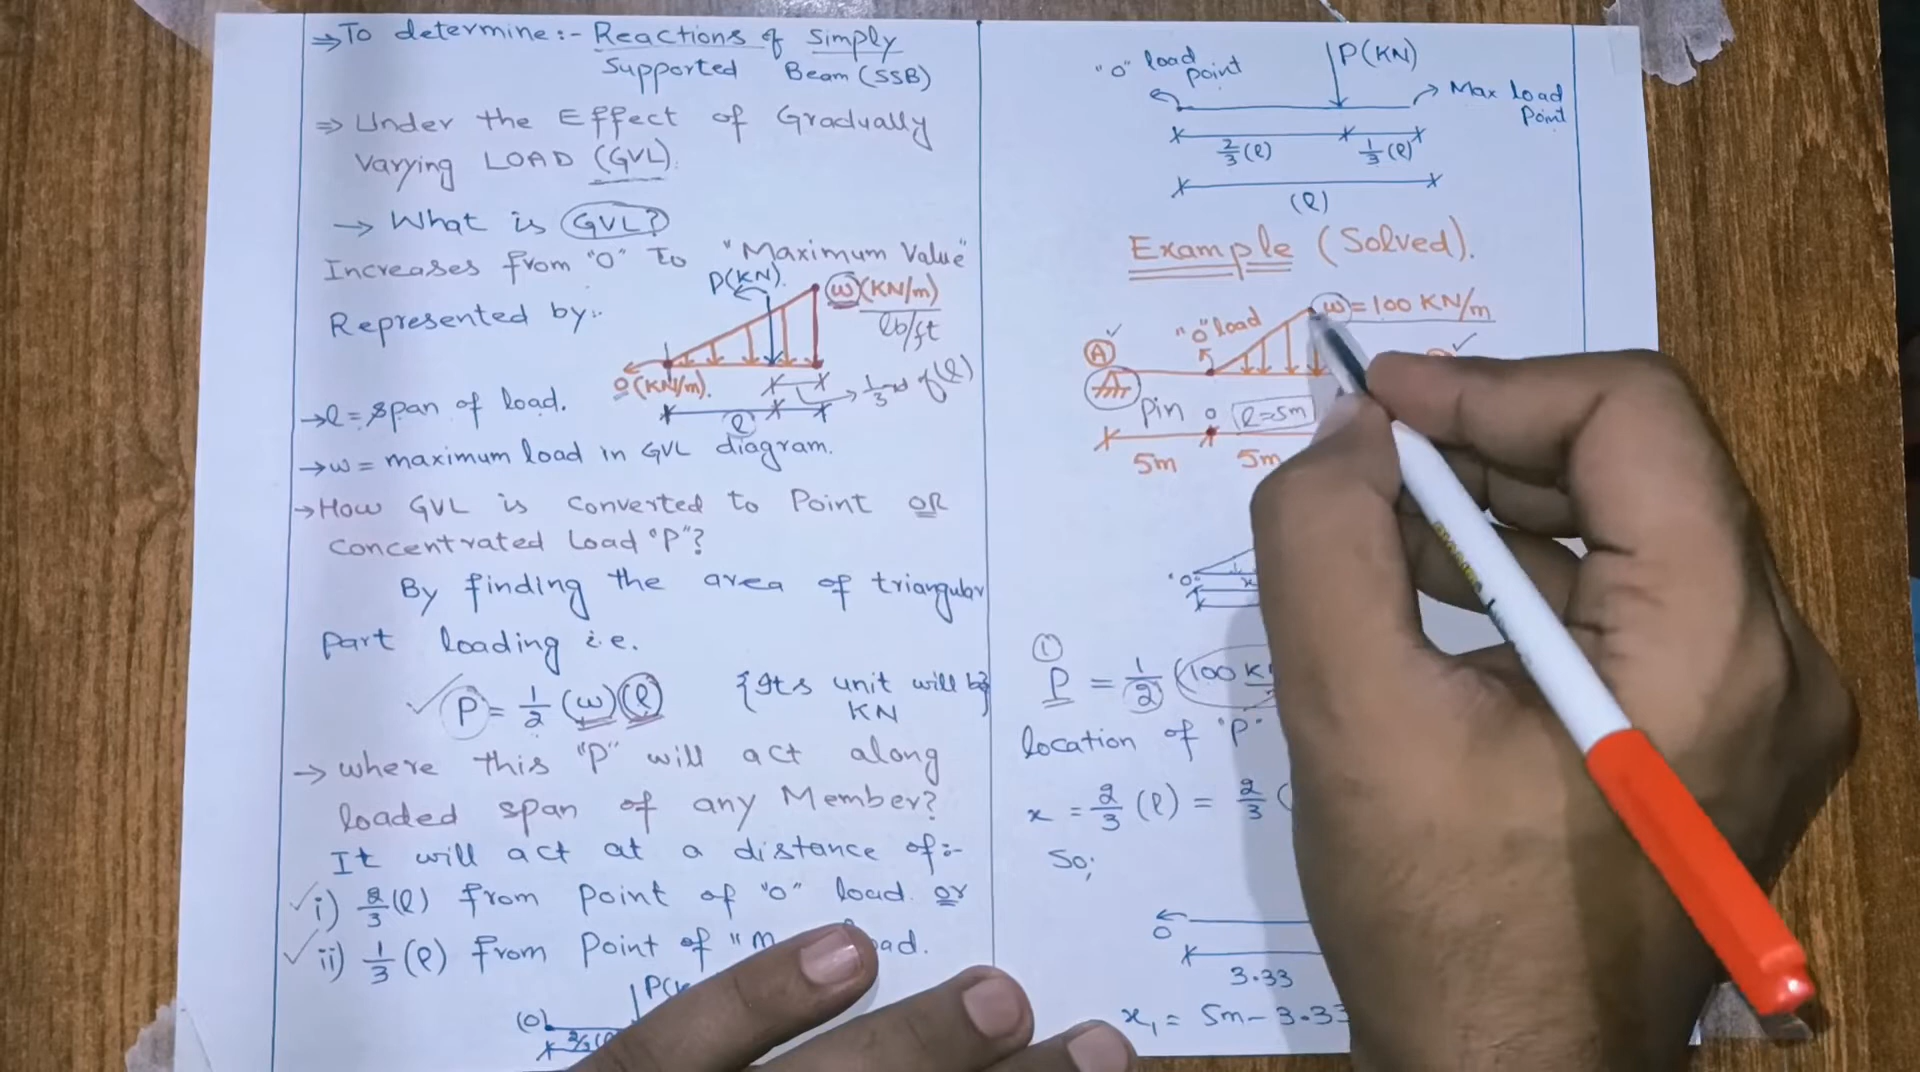 ⇒ To determine:- Reactions of Simply
Supported Beam (SSB)
⇒ Under the Effect of Gradually
Varying LOAD (GVL).
→ What is GVL?
Increases from "0" To "Maximum Value"
Represented by:-
P(KN).
w (KN/m)
lb/ft
0 (KN/m).
1/3rd of (l)
l
→ l = span of load.
→ w = maximum load in GVL diagram.
→ How GVL is converted to Point OR
Concentrated Load "P"?
By finding the area of triangular
part loading i.e.
P = 1/2 (w)(l) {Its unit will be}
KN
→ where this "P" will act along
loaded span of any Member?
It will act at a distance of:-
i) 2/3(l) from point of "0" load. or
ii) 1/3(l) from point of "M oad.
P(K
(0)
2/3(l
"0" load point
P(KN)
Max load Point
2/3(l) 1/3(l)
(l)
Example (Solved).
w = 100 KN/m
"0" load
A
Pin 0 l=5m
5m 5m
"0"
x
①
P = 1/2 (100 K
location of "P"
x = 2/3 (l) = 2/3 (
So;
0
3.33
x₁ = 5m - 3.33